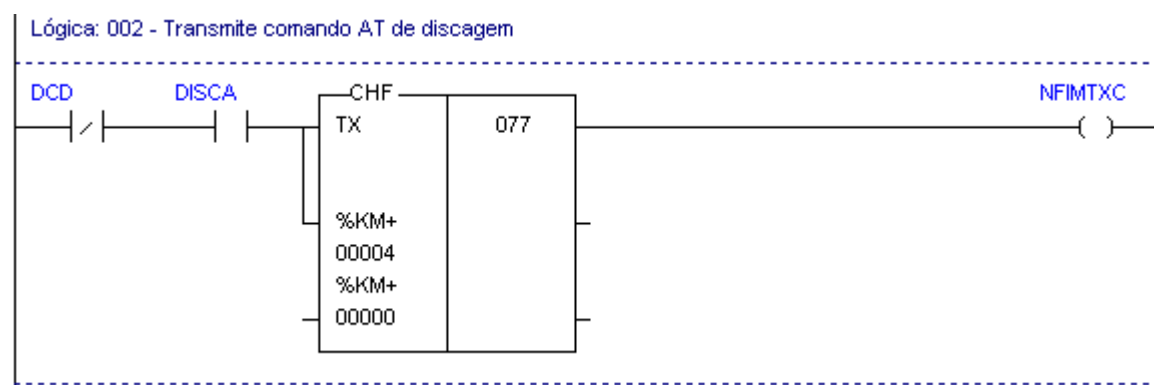 Lógica: 002 - Transmite comando AT de discagem
DCD DISCA CHF NFIMTXC
TX 077
%KM+
00004
%KM+
00000